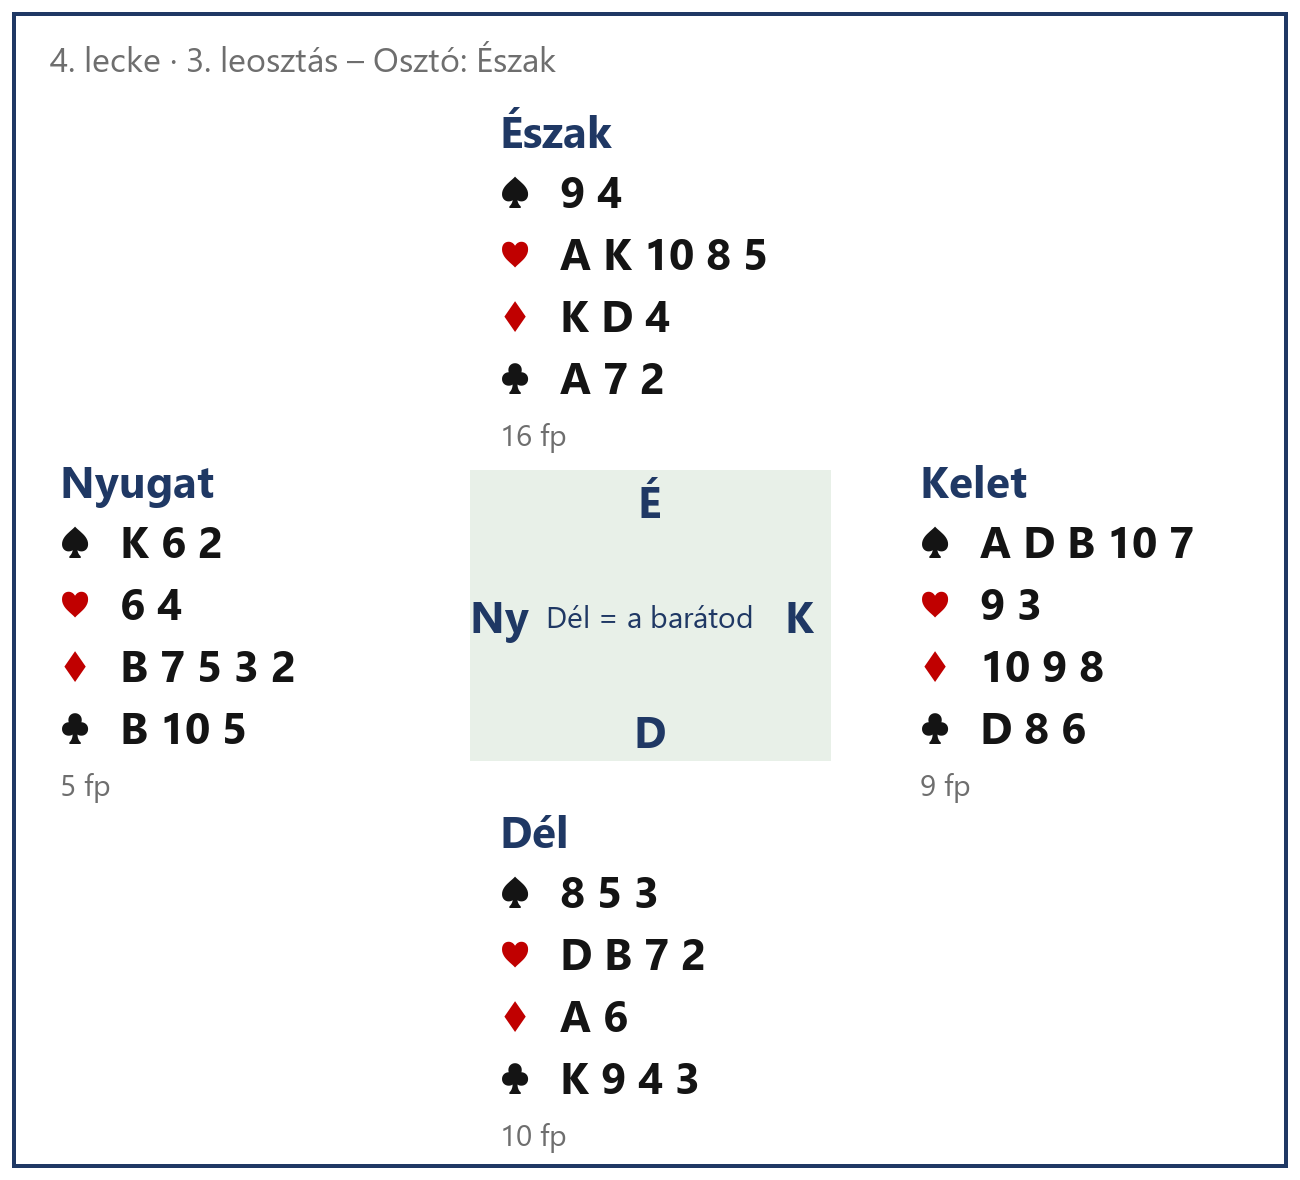 4. lecke · 3. leosztás – Osztó: Észak
Észak
♠ 9 4
♥ A K 10 8 5
♦ K D 4
♣ A 7 2
16 fp
Nyugat
♠ K 6 2
♥ 6 4
♦ B 7 5 3 2
♣ B 10 5
5 fp
É
Ny Dél = a barátod K
D
Kelet
♠ A D B 10 7
♥ 9 3
♦ 10 9 8
♣ D 8 6
9 fp
Dél
♠ 8 5 3
♥ D B 7 2
♦ A 6
♣ K 9 4 3
10 fp